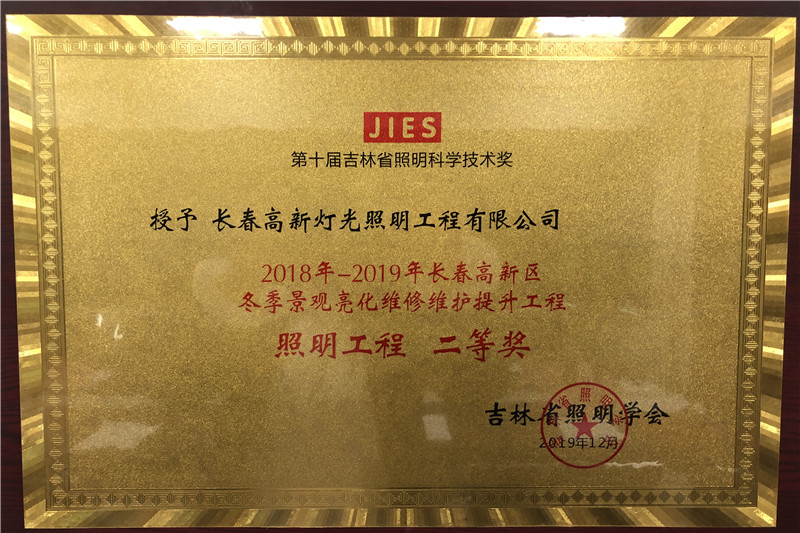 JIES
第十届吉林省照明科学技术奖
授予 长春高新灯光照明工程有限公司
2018年-2019年长春高新区
冬季景观亮化维修维护提升工程
照明工程 二等奖
吉林省照明学会
2019年12月